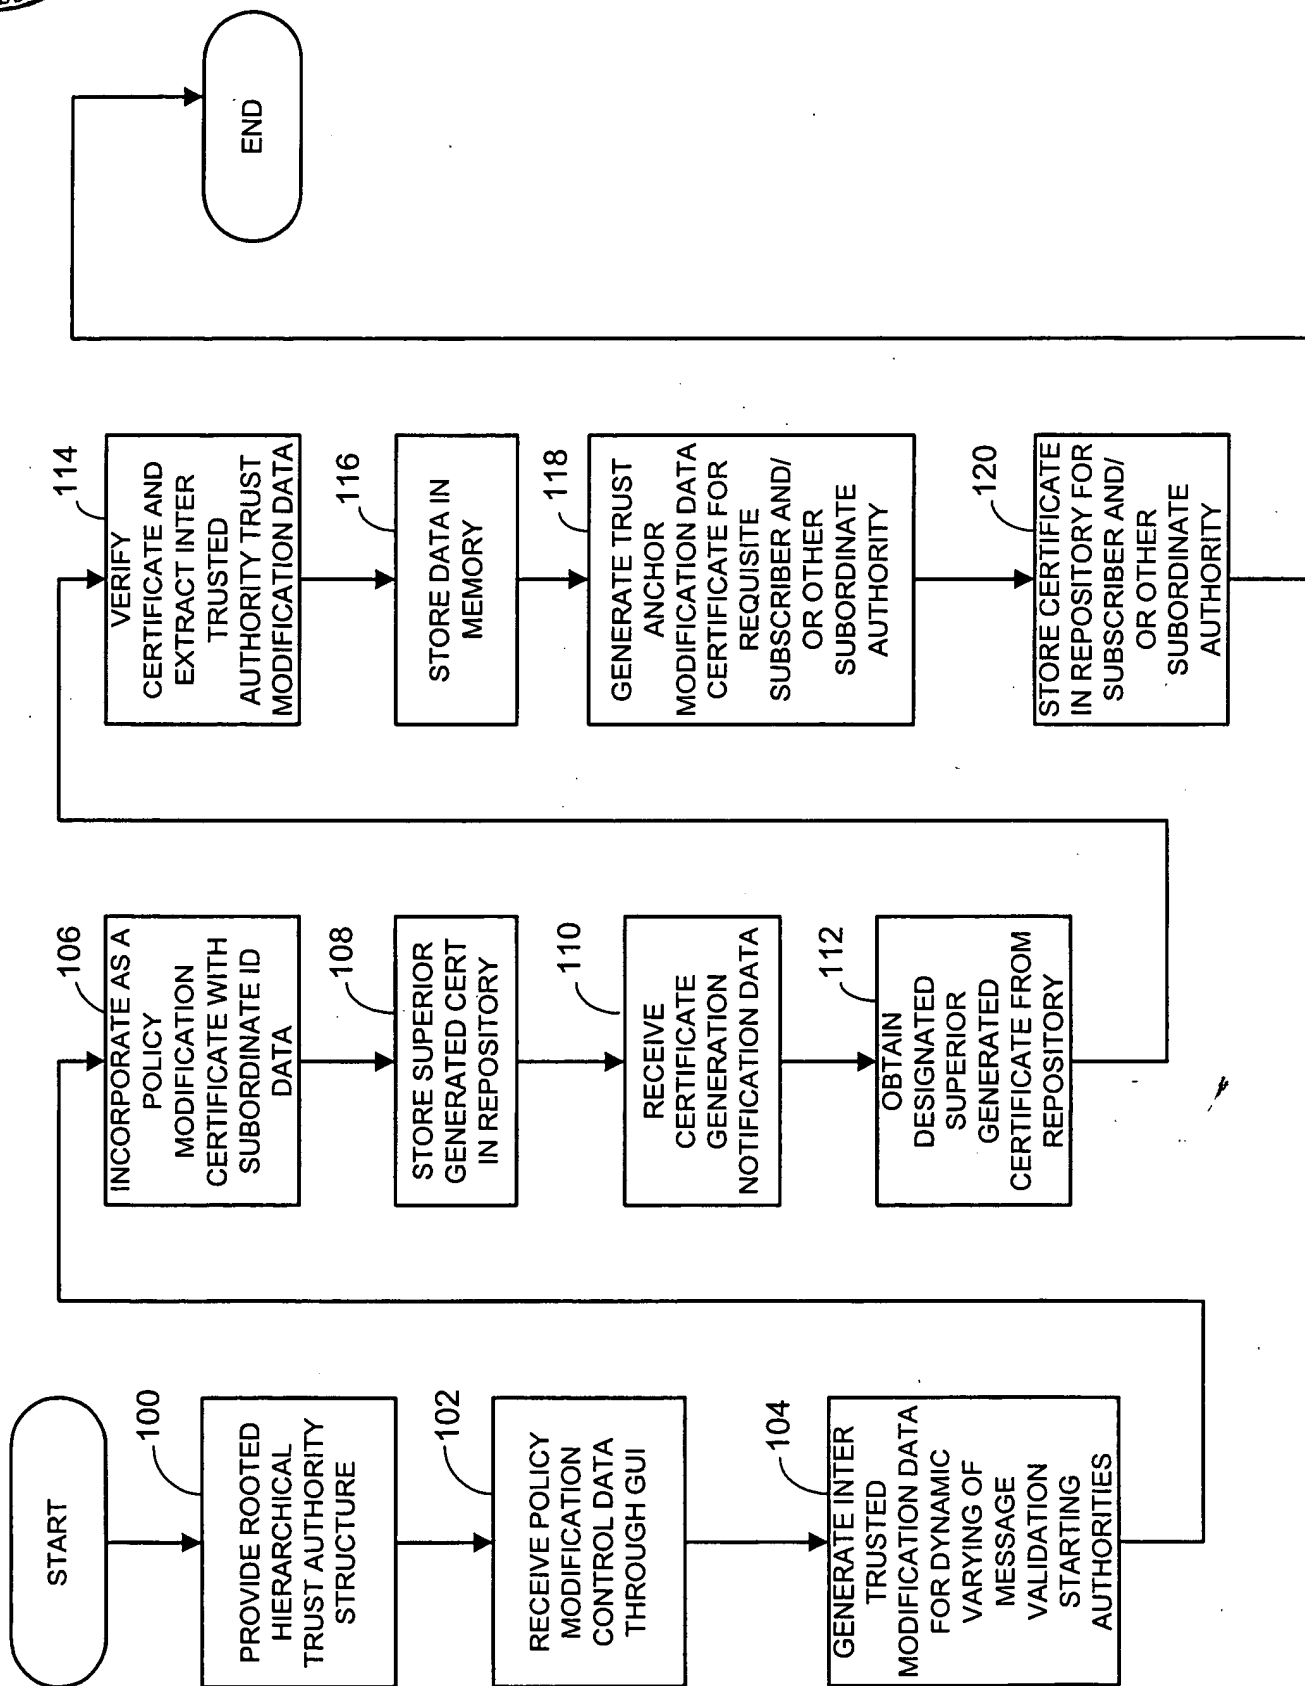 START
100
PROVIDE ROOTED
HIERARCHICAL
TRUST AUTHORITY
STRUCTURE
102
RECEIVE POLICY
MODIFICATION
CONTROL DATA
THROUGH GUI
104
GENERATE INTER
TRUSTED
MODIFICATION DATA
FOR DYNAMIC
VARYING OF
MESSAGE
VALIDATION
STARTING
AUTHORITIES
106
INCORPORATE AS A
POLICY
MODIFICATION
CERTIFICATE WITH
SUBORDINATE ID
DATA
108
STORE SUPERIOR
GENERATED CERT
IN REPOSITORY
110
RECEIVE
CERTIFICATE
GENERATION
NOTIFICATION DATA
112
OBTAIN
DESIGNATED
SUPERIOR
GENERATED
CERTIFICATE FROM
REPOSITORY
114
VERIFY
CERTIFICATE AND
EXTRACT INTER
TRUSTED
AUTHORITY TRUST
MODIFICATION DATA
116
STORE DATA IN
MEMORY
118
GENERATE TRUST
ANCHOR
MODIFICATION DATA
CERTIFICATE FOR
REQUISITE
SUBSCRIBER AND/
OR OTHER
SUBORDINATE
AUTHORITY
120
STORE CERTIFICATE
IN REPOSITORY FOR
SUBSCRIBER AND/
OR OTHER
SUBORDINATE
AUTHORITY
END